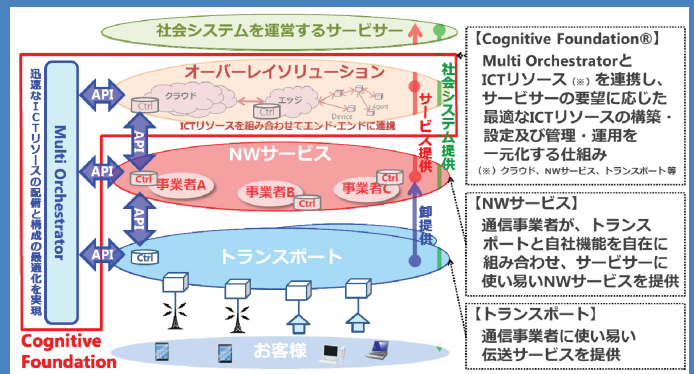 社会システムを運営するサービサー
オーバーレイソリューション
クラウド
エッジ
Device
Agent
Ctrl
Ctrl
ICTリソースを組み合わせてエンド・エンドに連携
API
API
API
API
API
迅速なICTリソースの配備と構成の最適化を実現
Multi Orchestrator
NWサービス
Ctrl
事業者A
Ctrl
事業者B
Ctrl
事業者C
Ctrl
サービス提供
社会システム提供
卸提供
トランスポート
Ctrl
お客様
Cognitive
Foundation
【Cognitive Foundation®】
Multi Orchestratorと
ICTリソース（※）を連携し、
サービサーの要望に応じた
最適なICTリソースの構築・
設定及び管理・運用を
一元化する仕組み
（※）クラウド、NWサービス、トランスポート等
【NWサービス】
通信事業者が、トランス
ポートと自社機能を自在に
組み合わせ、サービサーに
使い易いNWサービスを提供
【トランスポート】
通信事業者に使い易い
伝送サービスを提供